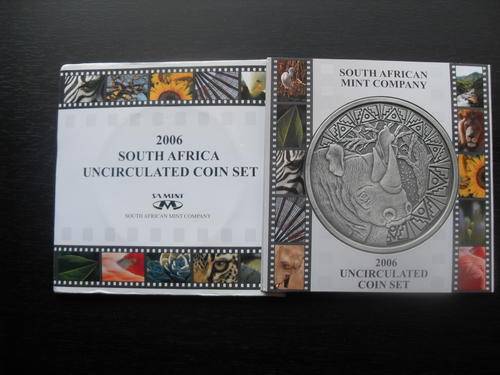 2006
SOUTH AFRICA
UNCIRCULATED COIN SET
SA MINT
SOUTH AFRICAN MINT COMPANY
SOUTH AFRICAN
MINT COMPANY
2006
UNCIRCULATED
COIN SET